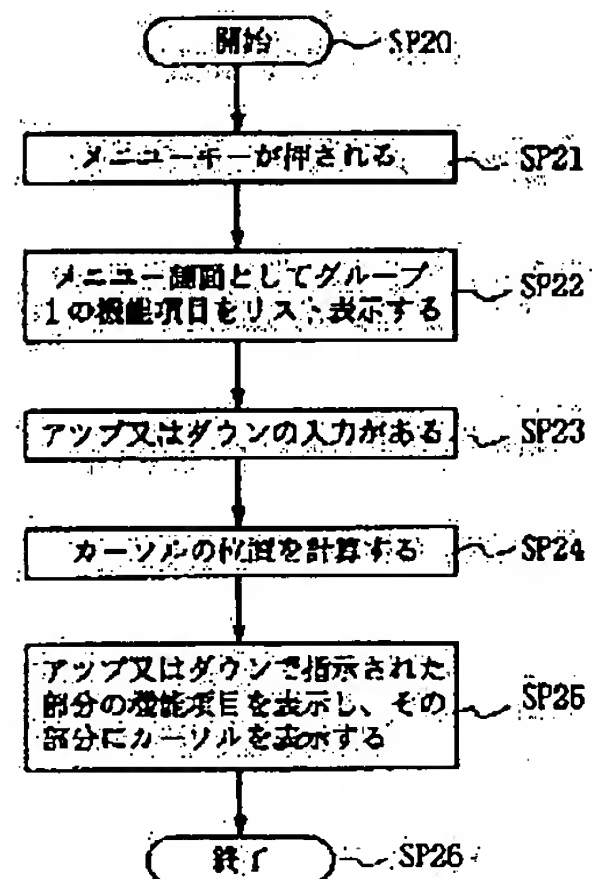 開始 SP20
メニューキーが押される SP21
メニュー画面としてグループ
1の機能項目をリスト表示する SP22
アップ又はダウンの入力がある SP23
カーソルの位置を計算する SP24
アップ又はダウンで指示された
部分の機能項目を表示し、その SP25
部分にカーソルを表示する
終了 SP26